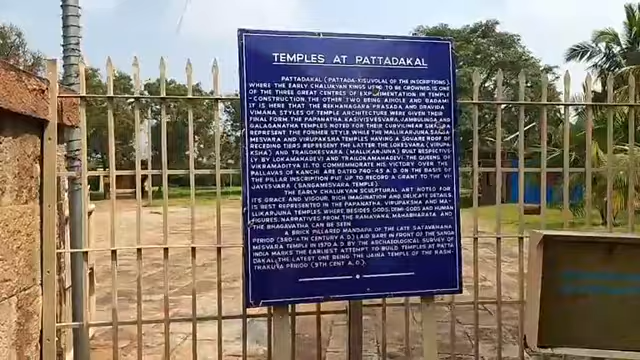 TEMPLES AT PATTADAKAL
PATTADAKAL (PATTADA-KISUVOLAL OF THE INSCRIPTIONS)
WHERE THE EARLY CHALUKYAN KINGS USED TO BE CROWNED, IS ONE
OF THE THREE GREAT CENTRES OF EXPERIMENTATION IN TEMPLE
-CONSTRUCTION, THE OTHER TWO BEING AIHOLE AND BADAMI
IT IS HERE THAT THE REKHANAGARA PRASADA AND DRAVIDA
VIMANA STYLES OF TEMPLE ARCHITECTURE WERE GIVEN THEIR
FINAL FORM. THE PAPANATHA, KASIVISVESVARA, JAMBULINGA AND
GALAGANATHA TEMPLES NOTED FOR THEIR CURVILINEAR SIKHARA
REPRESENT THE FORMER STYLE, WHILE THE MALLIKARJUNA, SANGA
MESVARA AND VIRUPAKSHA TEMPLES HAVING A SQUARE ROOF OF
RECEDING TIERS REPRESENT THE LATTER. THE LOKESVARA (VIRUPA
KSHA) AND TRAILOKESVARA (MALLIKARJUNA) BUILT RESPECTIVE
LY BY LOKAMAHADEVI AND TRAILOKAMAHADEVI THE QUEENS OF
VIKRAMADITYA II, TO COMMEMORATE HIS VICTORY OVER THE
PALLAVAS OF KANCHI ARE DATED 740-45 A.D ON THE BASIS OF
THE PILLAR INSCRIPTION PUT UP TO RECORD A GRANT TO THE VI
JAYESVARA (SANGAMESVARA TEMPLE).
THE EARLY CHALUKYAN SCULPTURAL ART NOTED FOR
ITS GRACE AND VIGOUR, RICH IMAGINATION AND DELICATE DETAILS
IS BEST REPRESENTED IN THE PAPANATHA, VIRUPAKSHA AND MA
LLIKARJUNA TEMPLES, WHERE BESIDES GODS, DEMI-GODS AND HUMAN
FIGURES, NARRATIVES FROM THE RAMAYANA, MAHABHARATA, AND
THE BHAGAVATHA CAN BE SEEN
A BRICK PILLARED MANDAPA OF THE LATE SATAVAHANA
PERIOD (3RD-4TH CENTURY A.D.) LAID BARE IN FRONT OF THE SANGA
MESVARA TEMPLE IN 1970 A.D BY THE ARCHAEOLOGICAL SURVEY OF
INDIA MARKS THE EARLIEST ATTEMPT TO BUILD TEMPLES AT PATTA
DAKAL, THE LATEST ONE BEING THE JAINA TEMPLE OF THE RASH-
TRAKUTA PERIOD (9TH CENT A.D.)